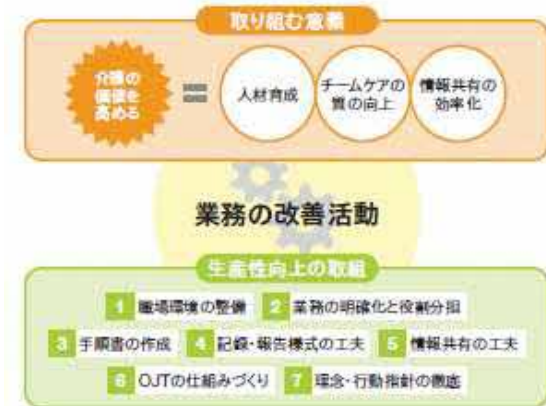 取り組む意義
介護の
価値を
高める
=
人材育成
チームケアの
質の向上
情報共有の
効率化
業務の改善活動
生産性向上の取組
1 職場環境の整備 2 業務の明確化と役割分担
3 手順書の作成 4 記録・報告様式の工夫 5 情報共有の工夫
6 OJTの仕組みづくり 7 理念・行動指針の徹底